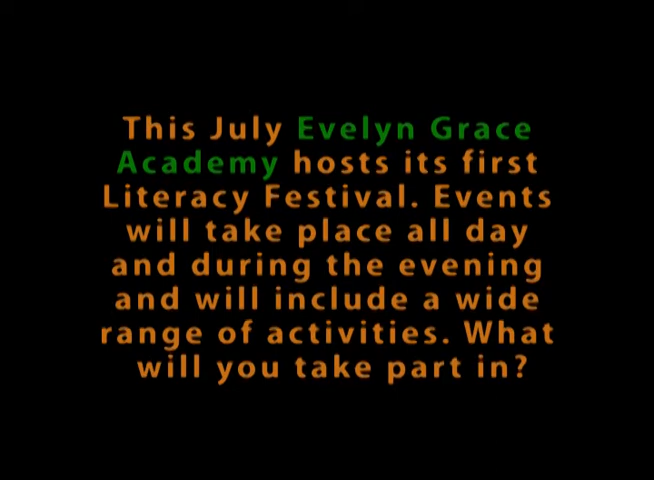 This July Evelyn Grace
Academy hosts its first
Literacy Festival. Events
will take place all day
and during the evening
and will include a wide
range of activities. What
will you take part in?